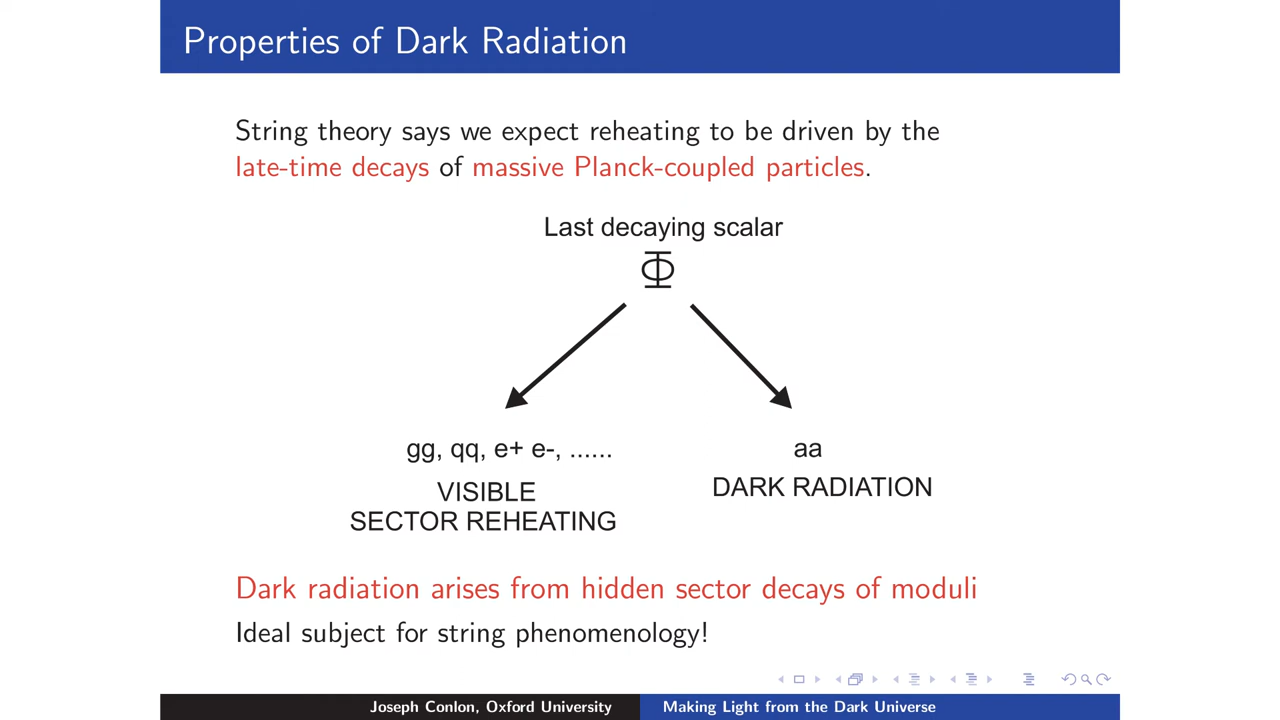 Properties of Dark Radiation
String theory says we expect reheating to be driven by the
late-time decays of massive Planck-coupled particles.
Last decaying scalar
Φ
gg, qq, e+ e-, ......
aa
VISIBLE
SECTOR REHEATING
DARK RADIATION
Dark radiation arises from hidden sector decays of moduli
Ideal subject for string phenomenology!
Joseph Conlon, Oxford University
Making Light from the Dark Universe